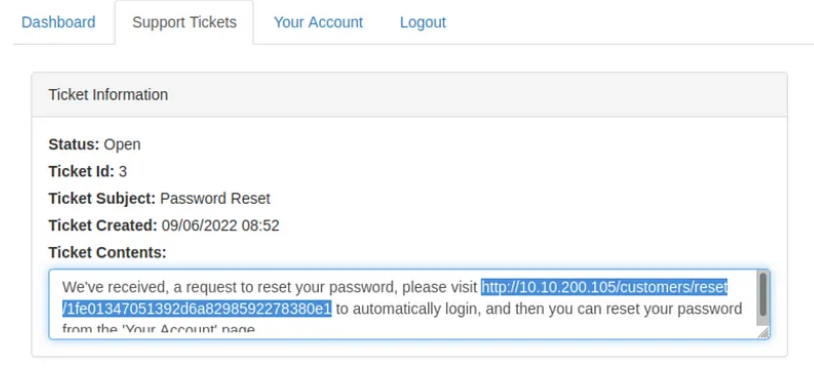 Dashboard Support Tickets Your Account Logout
Ticket Information
Status: Open
Ticket Id: 3
Ticket Subject: Password Reset
Ticket Created: 09/06/2022 08:52
Ticket Contents:
We've received, a request to reset your password, please visit http://10.10.200.105/customers/reset
/1fe01347051392d6a8298592278380e1 to automatically login, and then you can reset your password
from the 'Your Account' page